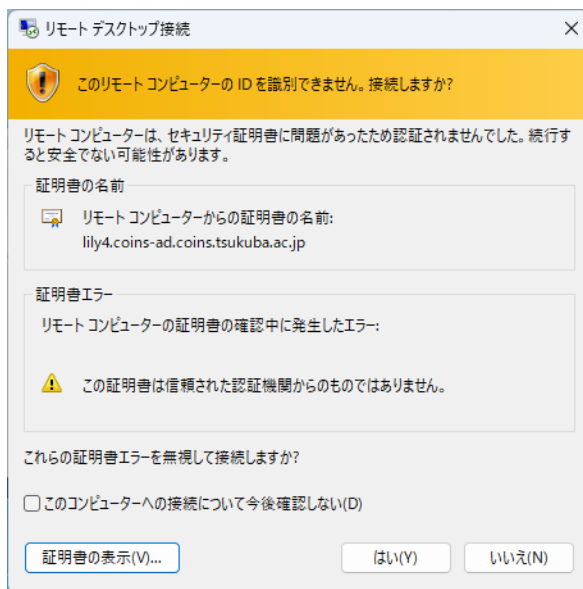 リモート デスクトップ接続
このリモート コンピューターの ID を識別できません。接続しますか?
リモート コンピューターは、セキュリティ証明書に問題があったため認証されませんでした。続行す
ると安全でない可能性があります。
証明書の名前
リモート コンピューターからの証明書の名前:
lily4.coins-ad.coins.tsukuba.ac.jp
証明書エラー
リモート コンピューターの証明書の確認中に発生したエラー:
この証明書は信頼された認証機関からのものではありません。
これらの証明書エラーを無視して接続しますか?
このコンピューターへの接続について今後確認しない(D)
証明書の表示(V)... はい(Y) いいえ(N)